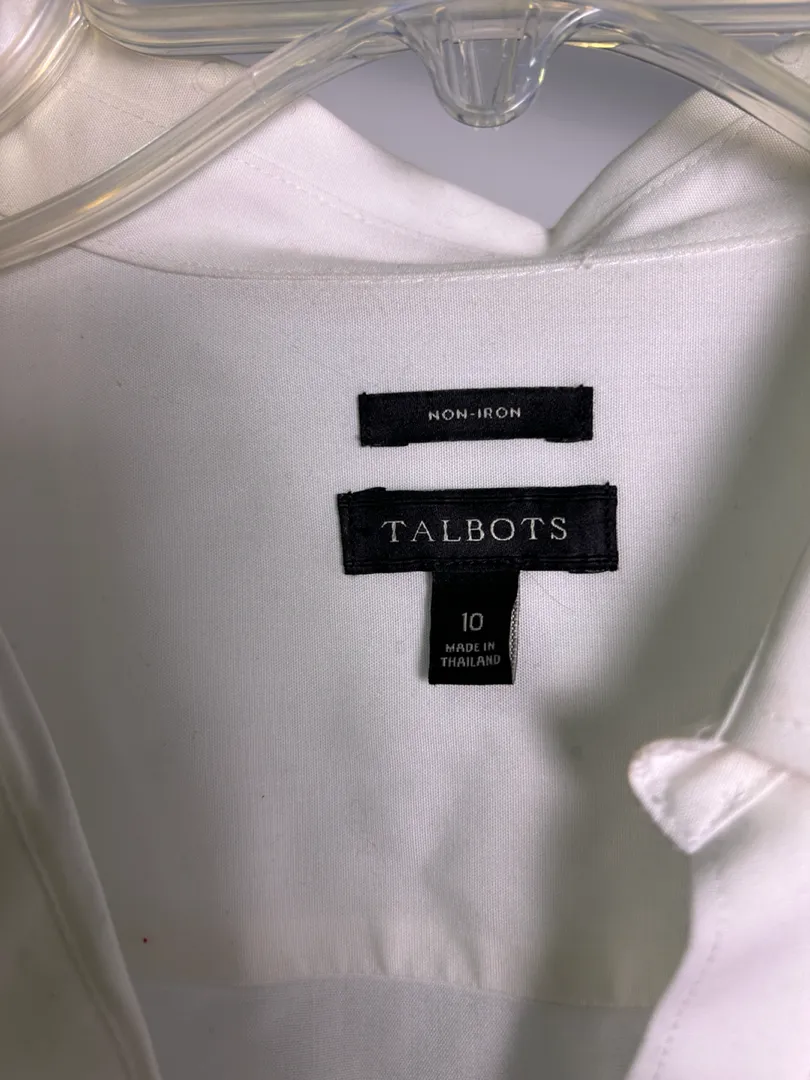 NON-IRON
TALBOTS
10
MADE IN
THAILAND